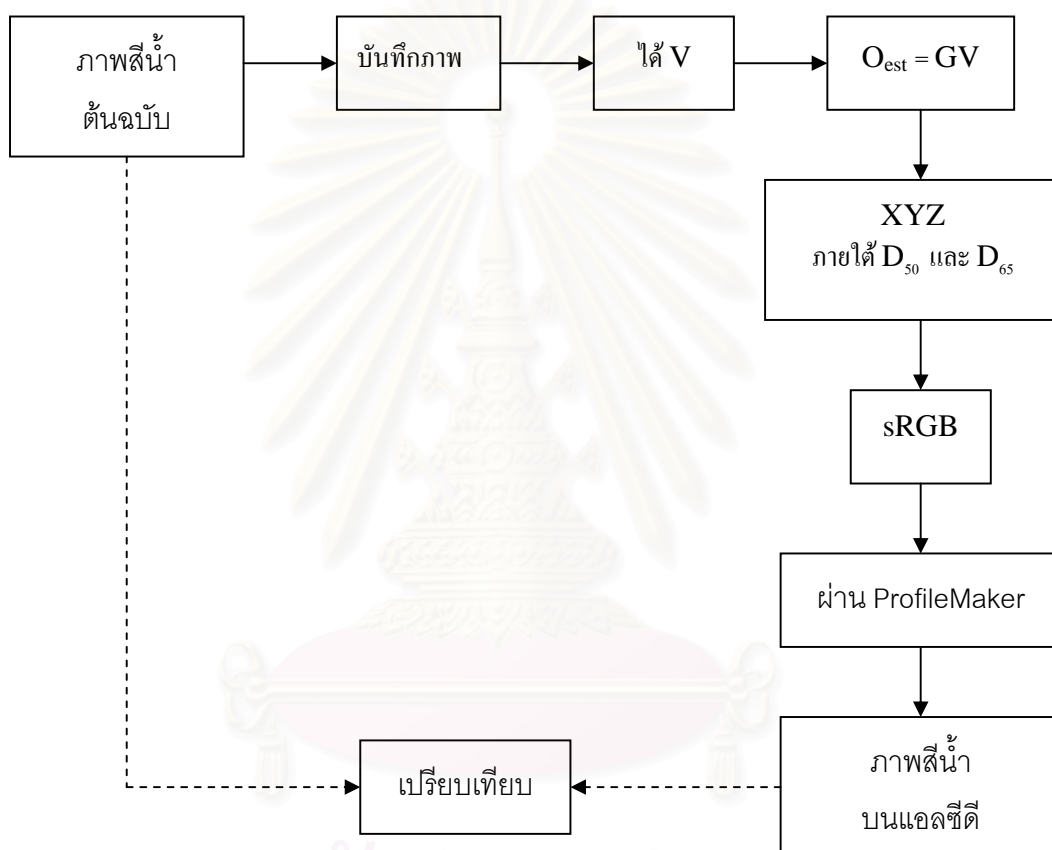 ภาพสีน้ำ
ต้นฉบับ
บันทึกภาพ
ได้ V
Oest = GV
XYZ
ภายใต้ D50 และ D65
sRGB
ผ่าน ProfileMaker
ภาพสีน้ำ
บนแอลซีดี
เปรียบเทียบ